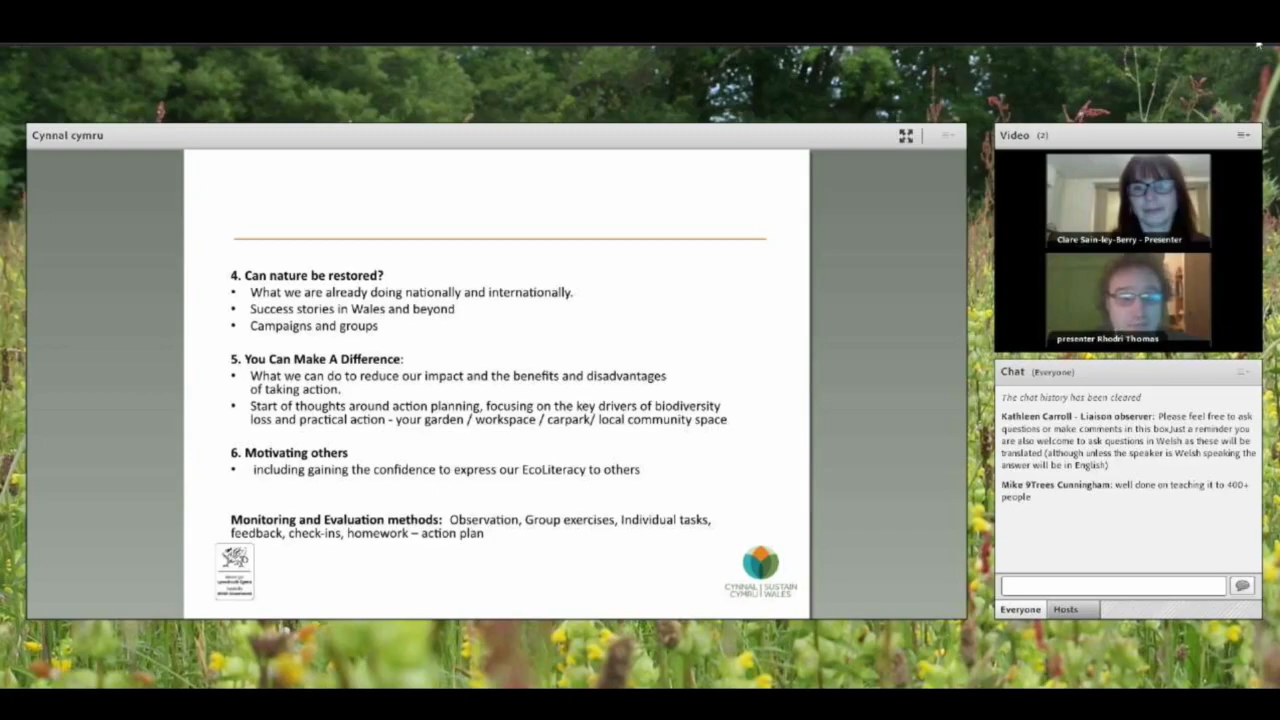 Cynnal cymru
4. Can nature be restored?
• What we are already doing nationally and internationally.
• Success stories in Wales and beyond
• Campaigns and groups
5. You Can Make A Difference:
• What we can do to reduce our impact and the benefits and disadvantages
of taking action.
• Start of thoughts around action planning, focusing on the key drivers of biodiversity
loss and practical action - your garden / workspace / carpark/ local community space
6. Motivating others
• including gaining the confidence to express our EcoLiteracy to others
Monitoring and Evaluation methods: Observation, Group exercises, Individual tasks,
feedback, check-ins, homework – action plan
CYNNAL | SUSTAIN
CYMRU | WALES
Video (2)
Clare Sain-ley-Berry - Presenter
presenter Rhodri Thomas
Chat (Everyone)
The chat history has been cleared
Kathleen Carroll - Liaison observer: Please feel free to ask
questions or make comments in this box.Just a reminder you
are also welcome to ask questions in Welsh as these will be
translated (although unless the speaker is Welsh speaking the
answer will be in English)
Mike 9Trees Cunningham: well done on teaching it to 400+
people
Everyone
Hosts